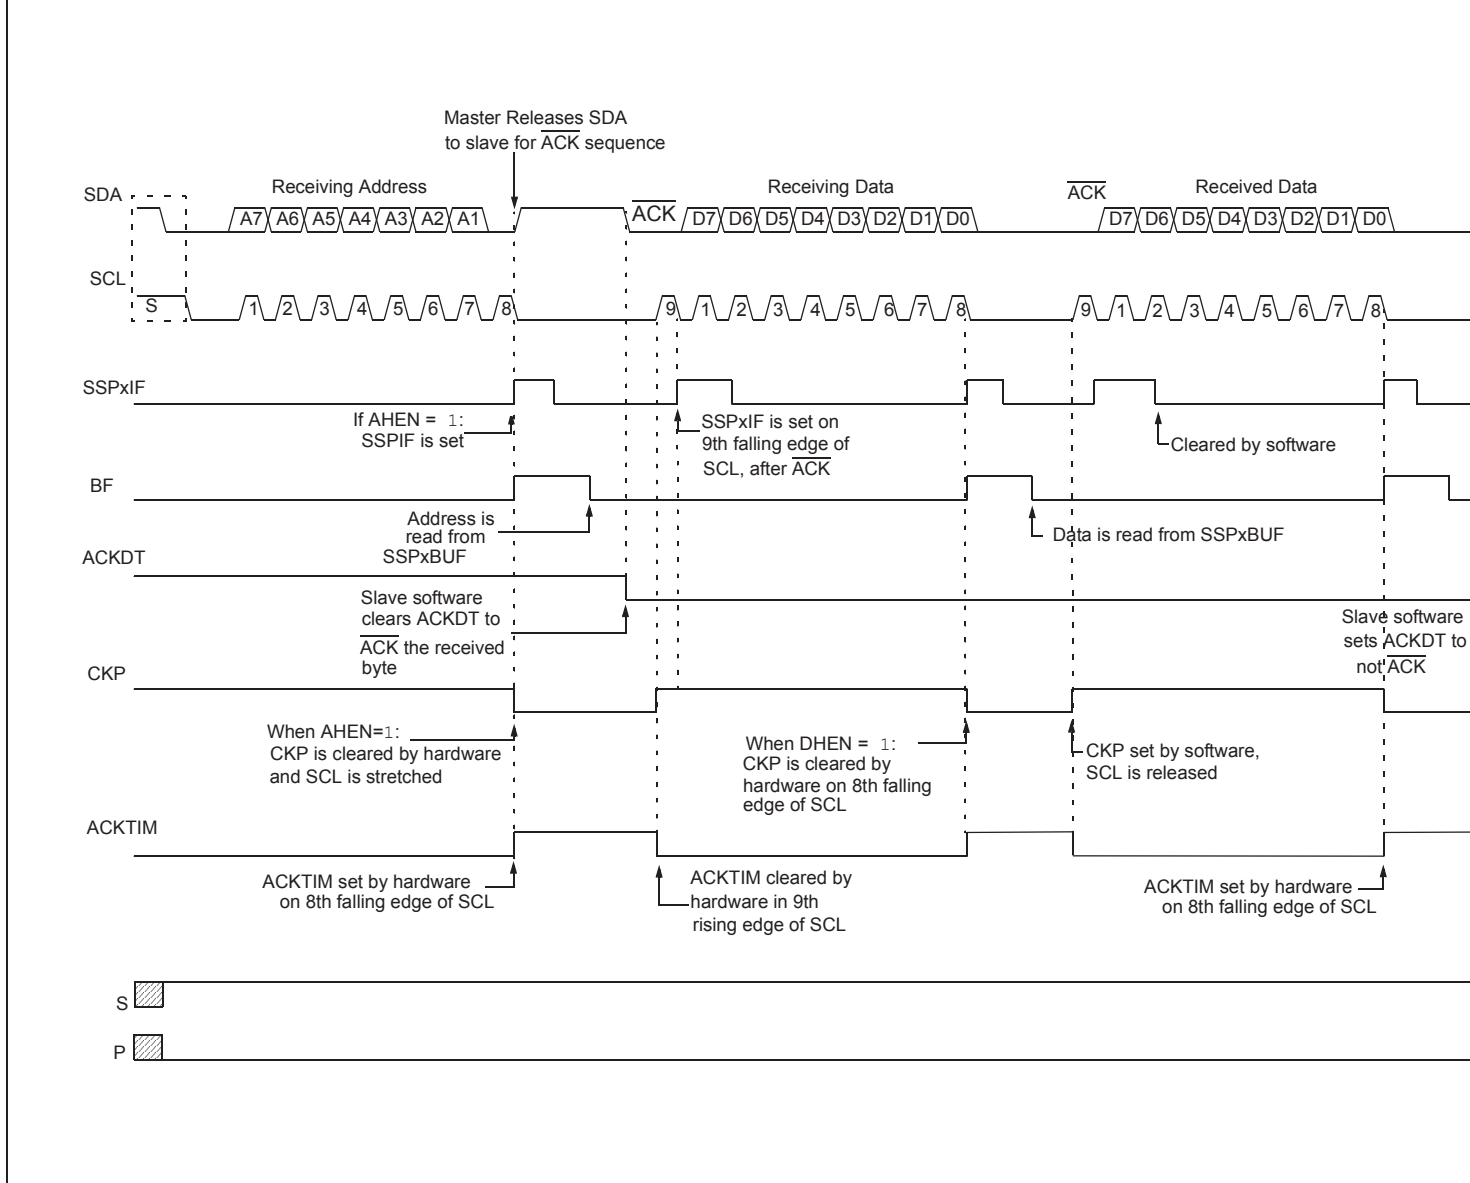 Master Releases SDA
to slave for ACK sequence
SDA
Receiving Address
Receiving Data
ACK
Received Data
A7 A6 A5 A4 A3 A2 A1
ACK
D7 D6 D5 D4 D3 D2 D1 D0
D7 D6 D5 D4 D3 D2 D1 D0
SCL
S
1 2 3 4 5 6 7 8
9 1 2 3 4 5 6 7 8
9 1 2 3 4 5 6 7 8
SSPxIF
If AHEN = 1:
SSPIF is set
SSPxIF is set on
9th falling edge of
SCL, after ACK
Cleared by software
BF
Address is
read from
SSPxBUF
Data is read from SSPxBUF
ACKDT
Slave software
clears ACKDT to
ACK the received
byte
Slave software
sets ACKDT to
not ACK
CKP
When AHEN=1:
CKP is cleared by hardware
and SCL is stretched
When DHEN = 1:
CKP is cleared by
hardware on 8th falling
edge of SCL
CKP set by software,
SCL is released
ACKTIM
ACKTIM set by hardware
on 8th falling edge of SCL
ACKTIM cleared by
hardware in 9th
rising edge of SCL
ACKTIM set by hardware
on 8th falling edge of SCL
S
P